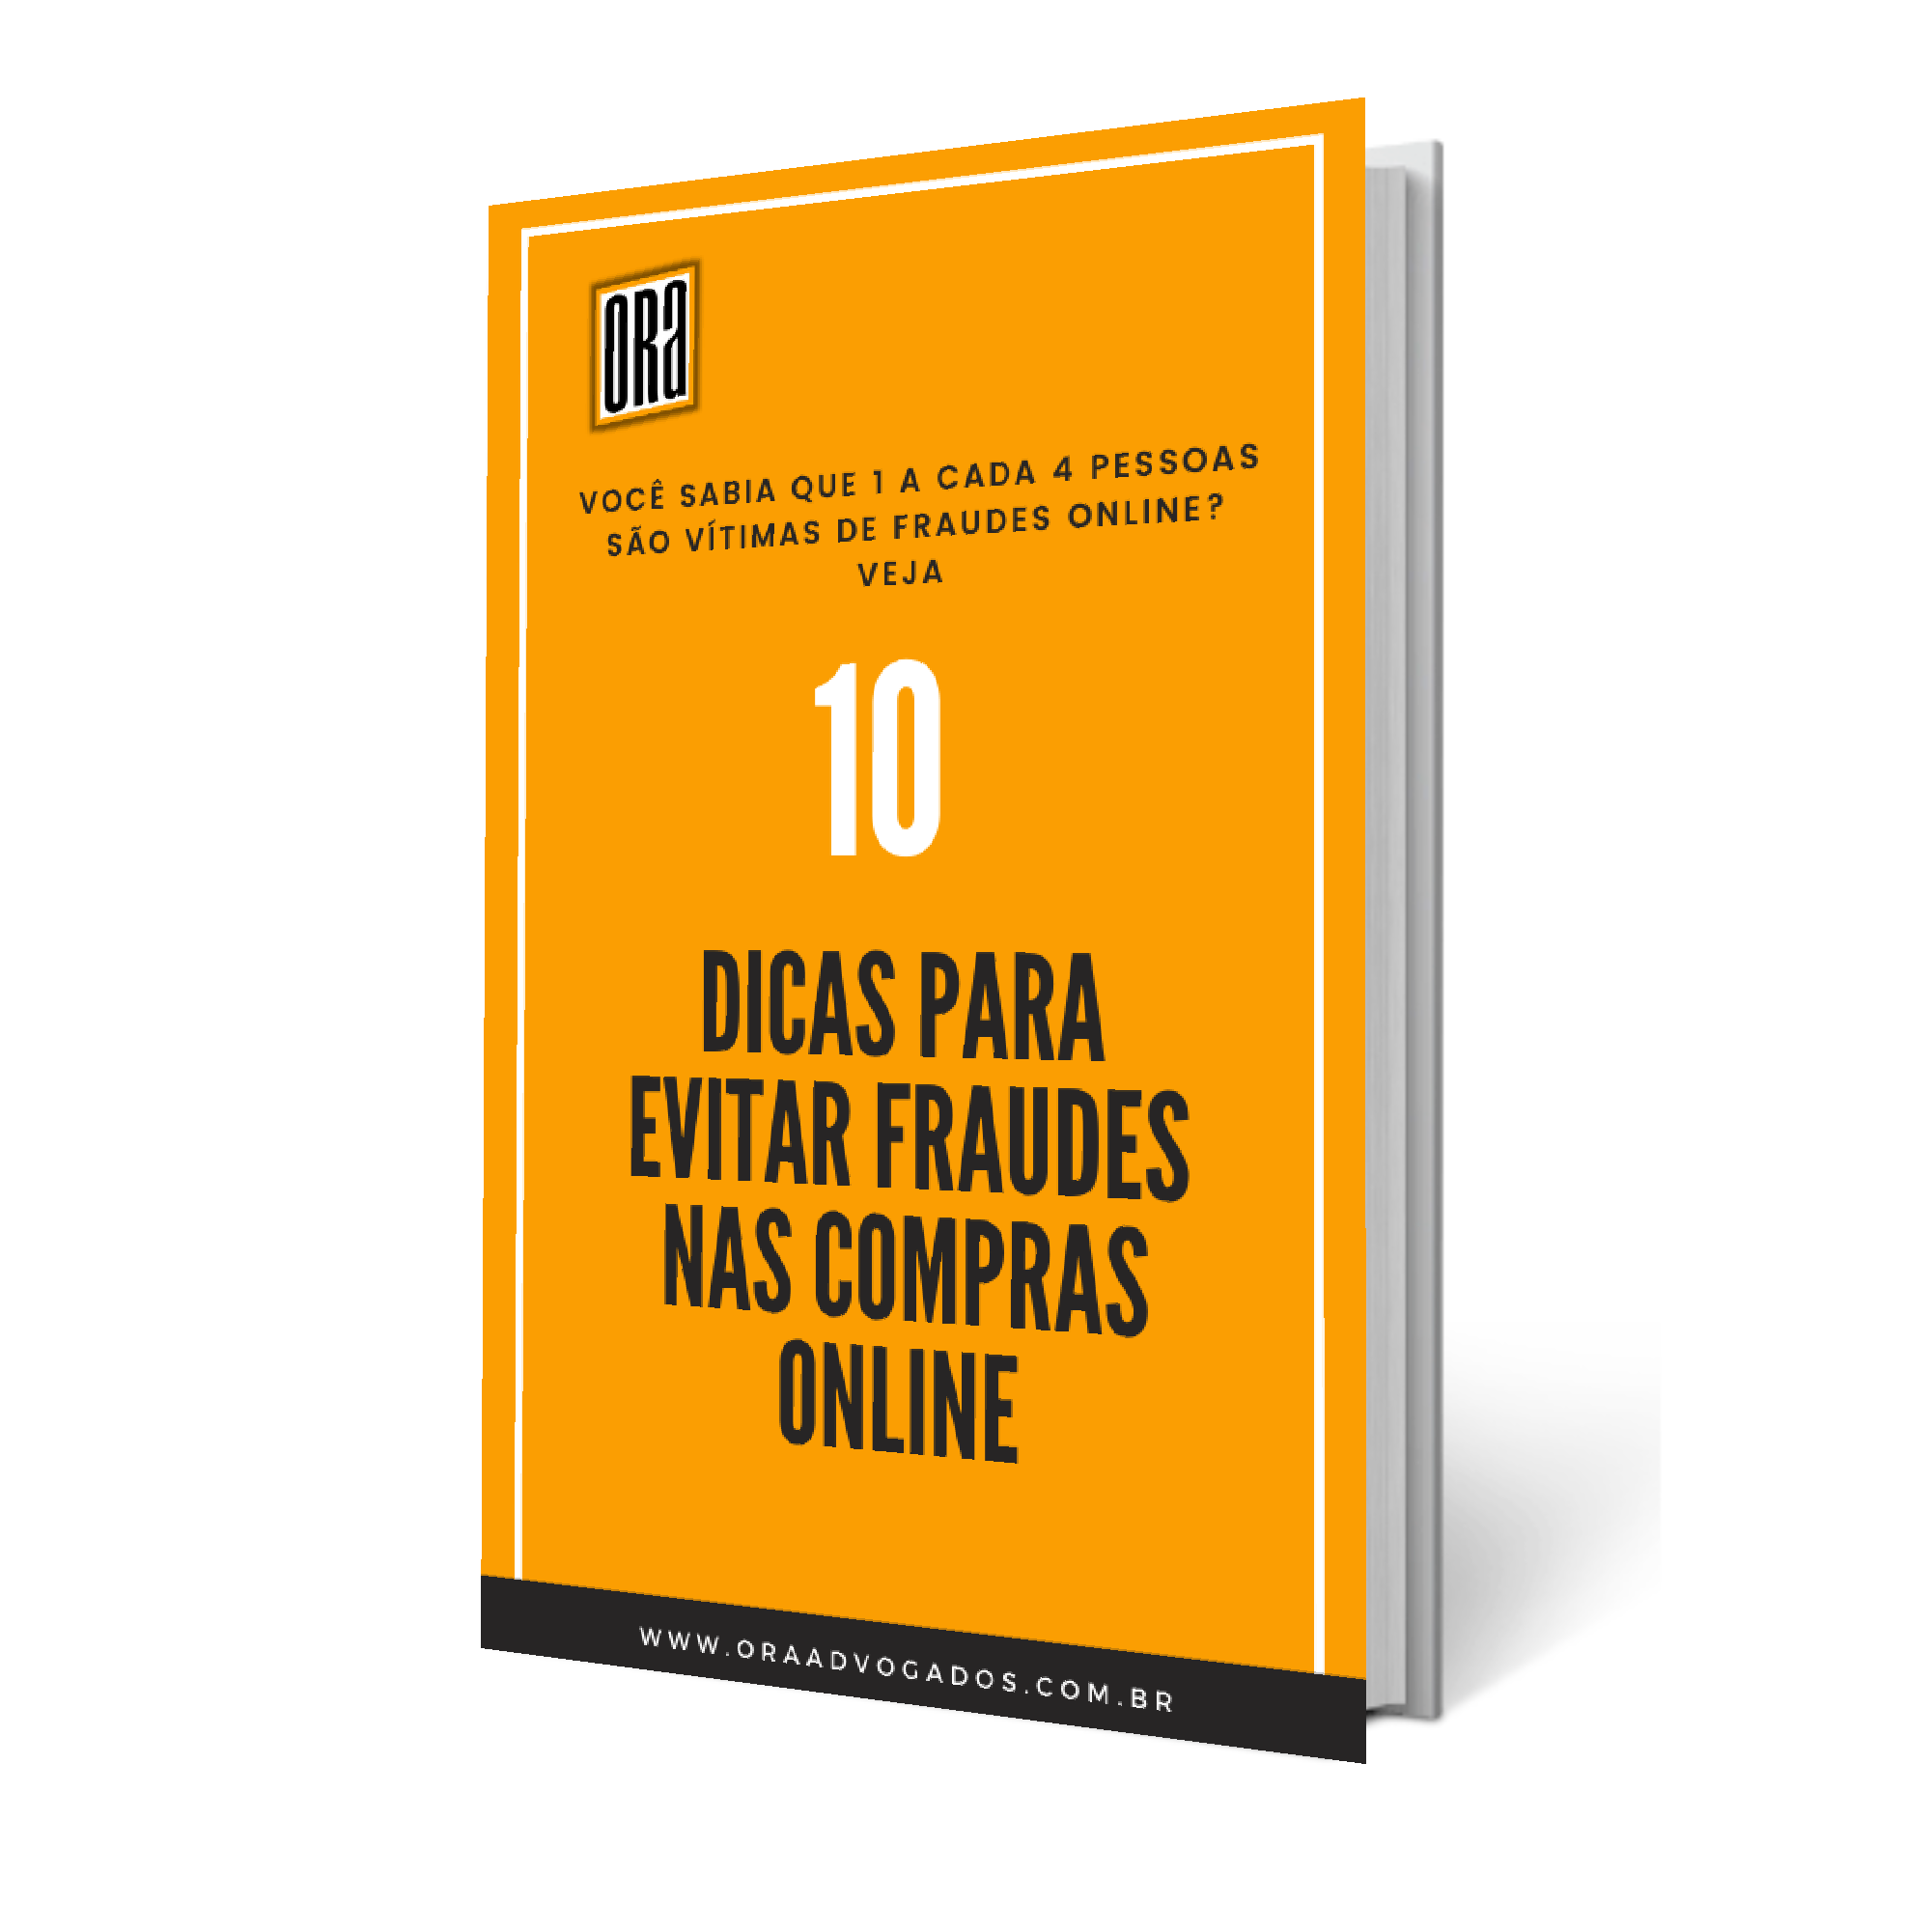 ORa
VOCÊ SABIA QUE 1 A CADA 4 PESSOAS
SÃO VÍTIMAS DE FRAUDES ONLINE?
VEJA
10
DICAS PARA
EVITAR FRAUDES
NAS COMPRAS
ONLINE
WWW.ORAADVOGADOS.COM.BR